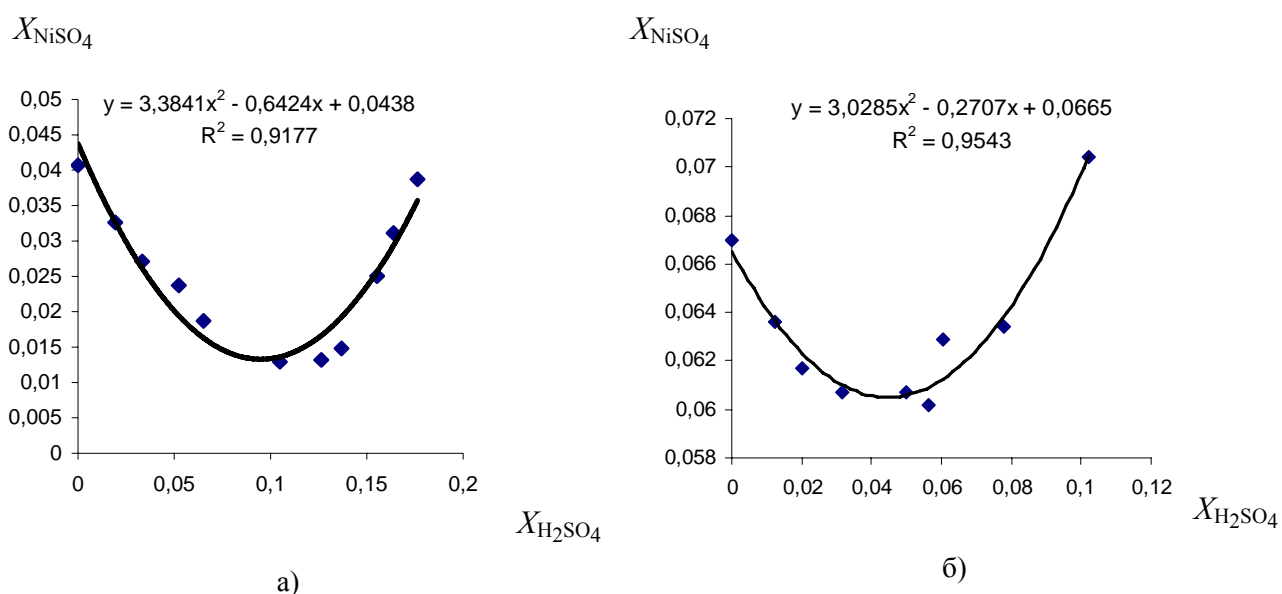 XNiSO4
y = 3,3841x² - 0,6424x + 0,0438
R² = 0,9177
0,05
0,045
0,04
0,035
0,03
0,025
0,02
0,015
0,01
0,005
0
0 0,05 0,1 0,15 0,2
XH2SO4
а)
XNiSO4
y = 3,0285x² - 0,2707x + 0,0665
R² = 0,9543
0,072
0,07
0,068
0,066
0,064
0,062
0,06
0,058
0 0,02 0,04 0,06 0,08 0,1 0,12
XH2SO4
б)